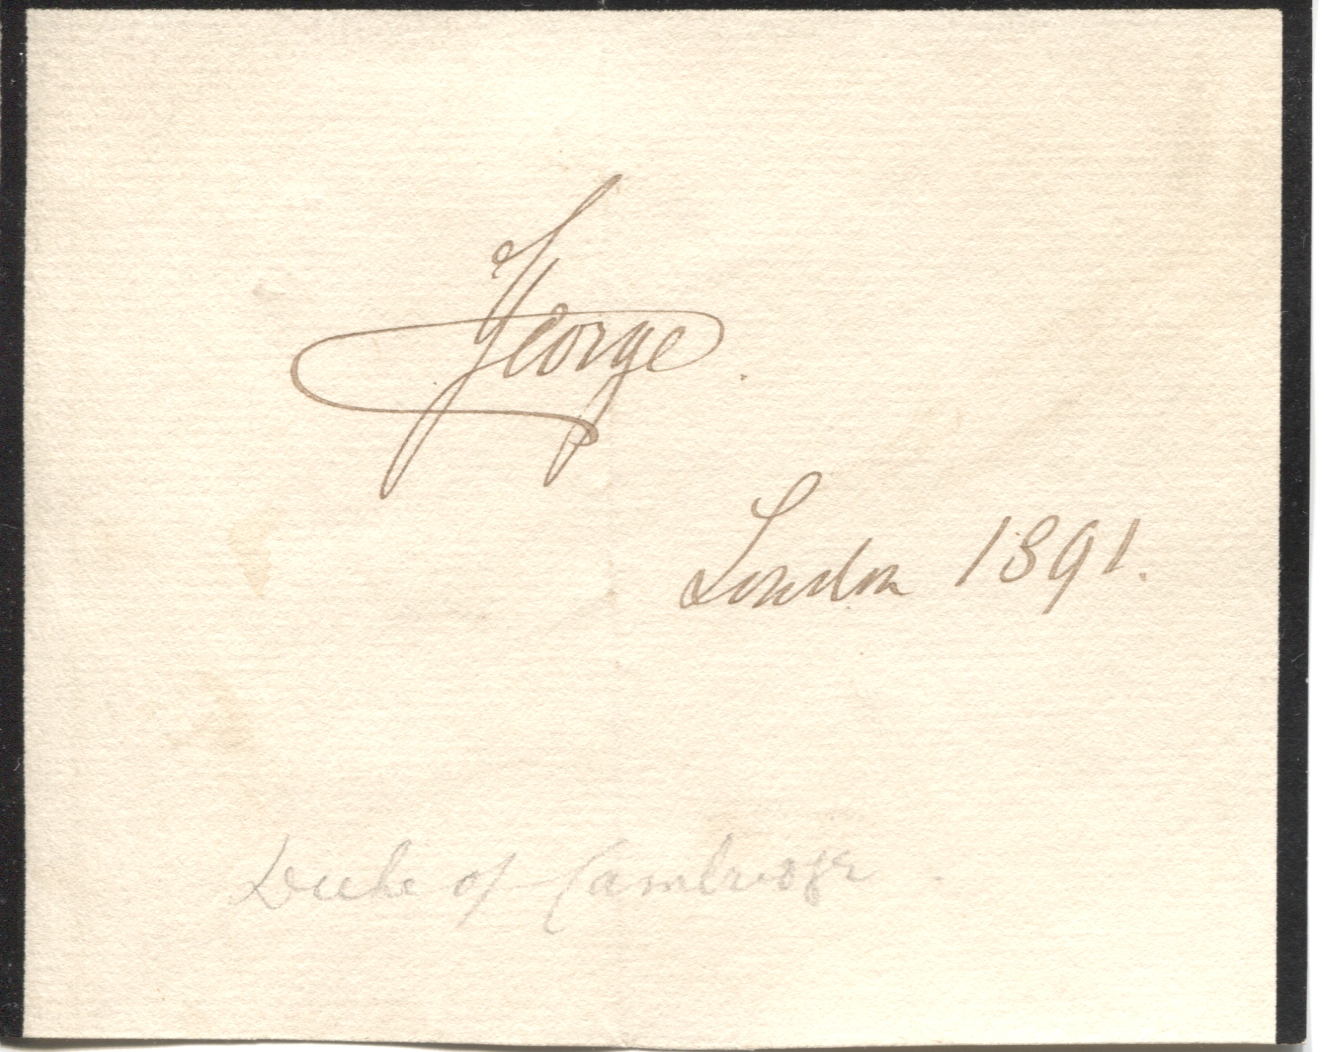 George.
London 1891.
Duke of Cambridge.